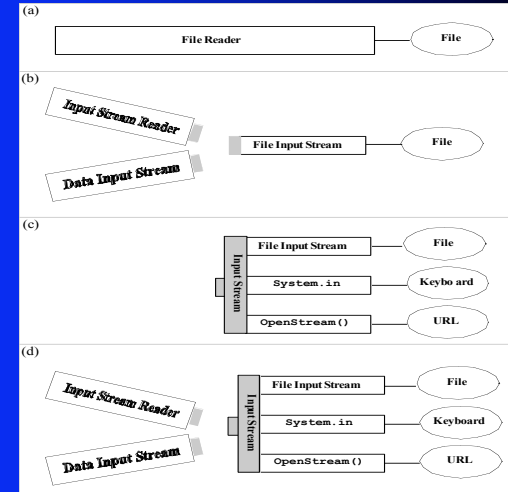 (a)
File Reader
File
(b)
Input Stream Reader
Data Input Stream
File Input Stream
File
(c)
Input Stream
File Input Stream
File
System.in
Keybo ard
OpenStream()
URL
(d)
Input Stream Reader
Data Input Stream
Input Stream
File Input Stream
File
System.in
Keyboard
OpenStream()
URL